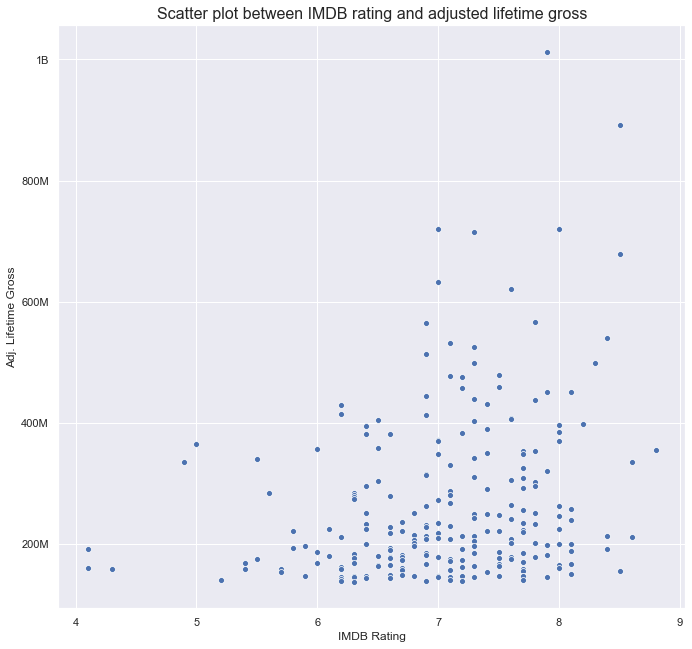 Scatter plot between IMDB rating and adjusted lifetime gross
1B
800M
600M
400M
200M
Adj. Lifetime Gross
4 5 6 7 8 9
IMDB Rating